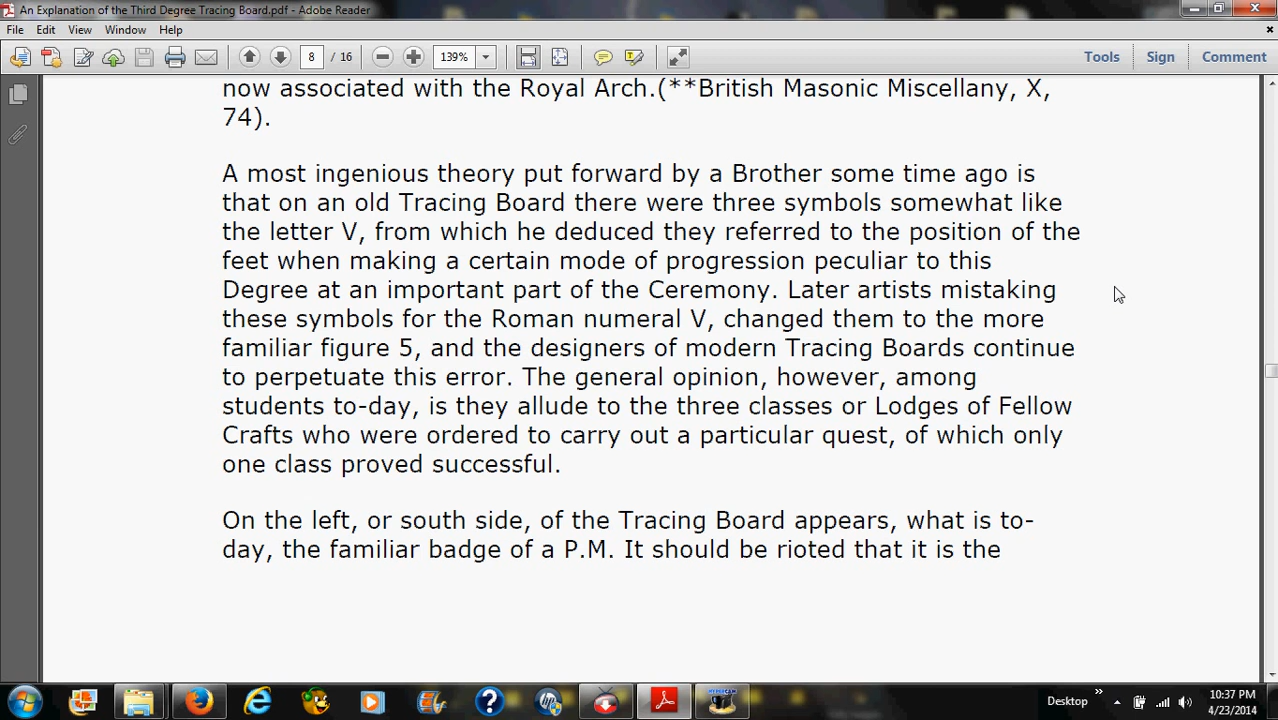 An Explanation of the Third Degree Tracing Board.pdf - Adobe Reader
File Edit View Window Help
8 / 16 139% Tools Sign Comment
now associated with the Royal Arch.(**British Masonic Miscellany, X,
74).
A most ingenious theory put forward by a Brother some time ago is
that on an old Tracing Board there were three symbols somewhat like
the letter V, from which he deduced they referred to the position of the
feet when making a certain mode of progression peculiar to this
Degree at an important part of the Ceremony. Later artists mistaking
these symbols for the Roman numeral V, changed them to the more
familiar figure 5, and the designers of modern Tracing Boards continue
to perpetuate this error. The general opinion, however, among
students to-day, is they allude to the three classes or Lodges of Fellow
Crafts who were ordered to carry out a particular quest, of which only
one class proved successful.
On the left, or south side, of the Tracing Board appears, what is to-
day, the familiar badge of a P.M. It should be rioted that it is the
Desktop
10:37 PM
4/23/2014